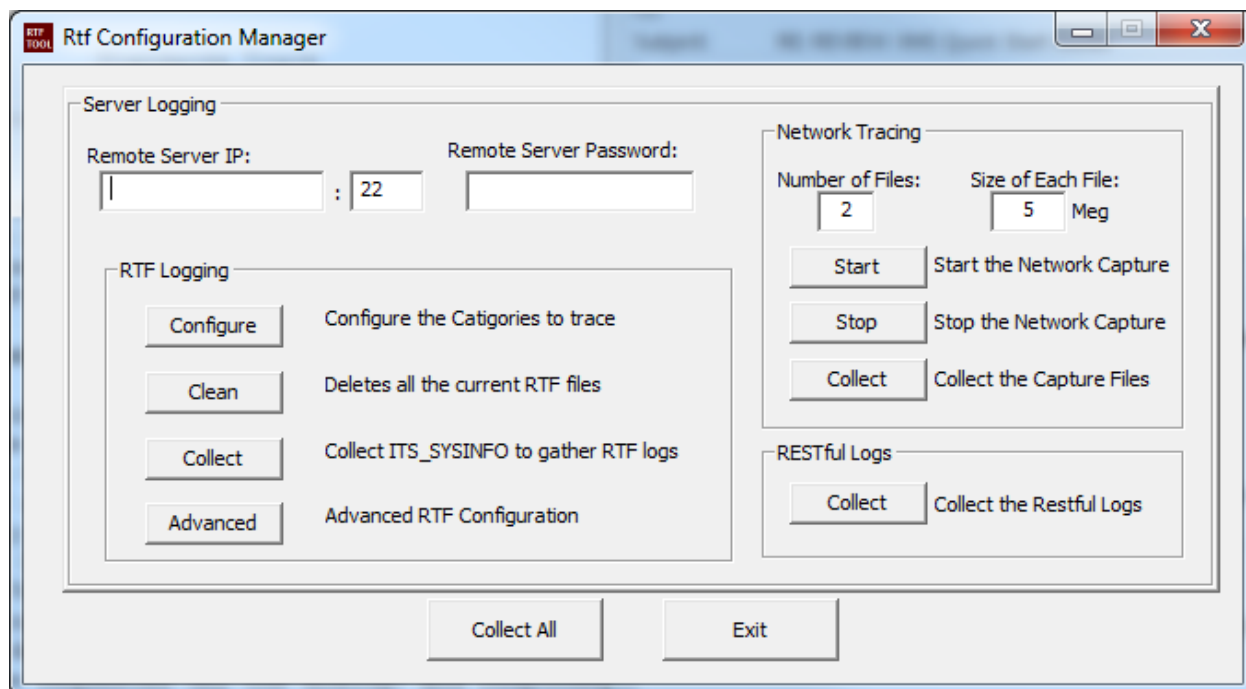 RTF
TOOL
Rtf Configuration Manager
Server Logging
Remote Server IP:
Remote Server Password:
: 22
RTF Logging
Configure Configure the Catigories to trace
Clean Deletes all the current RTF files
Collect Collect ITS_SYSINFO to gather RTF logs
Advanced Advanced RTF Configuration
Network Tracing
Number of Files: Size of Each File:
2 5 Meg
Start Start the Network Capture
Stop Stop the Network Capture
Collect Collect the Capture Files
RESTful Logs
Collect Collect the Restful Logs
Collect All Exit